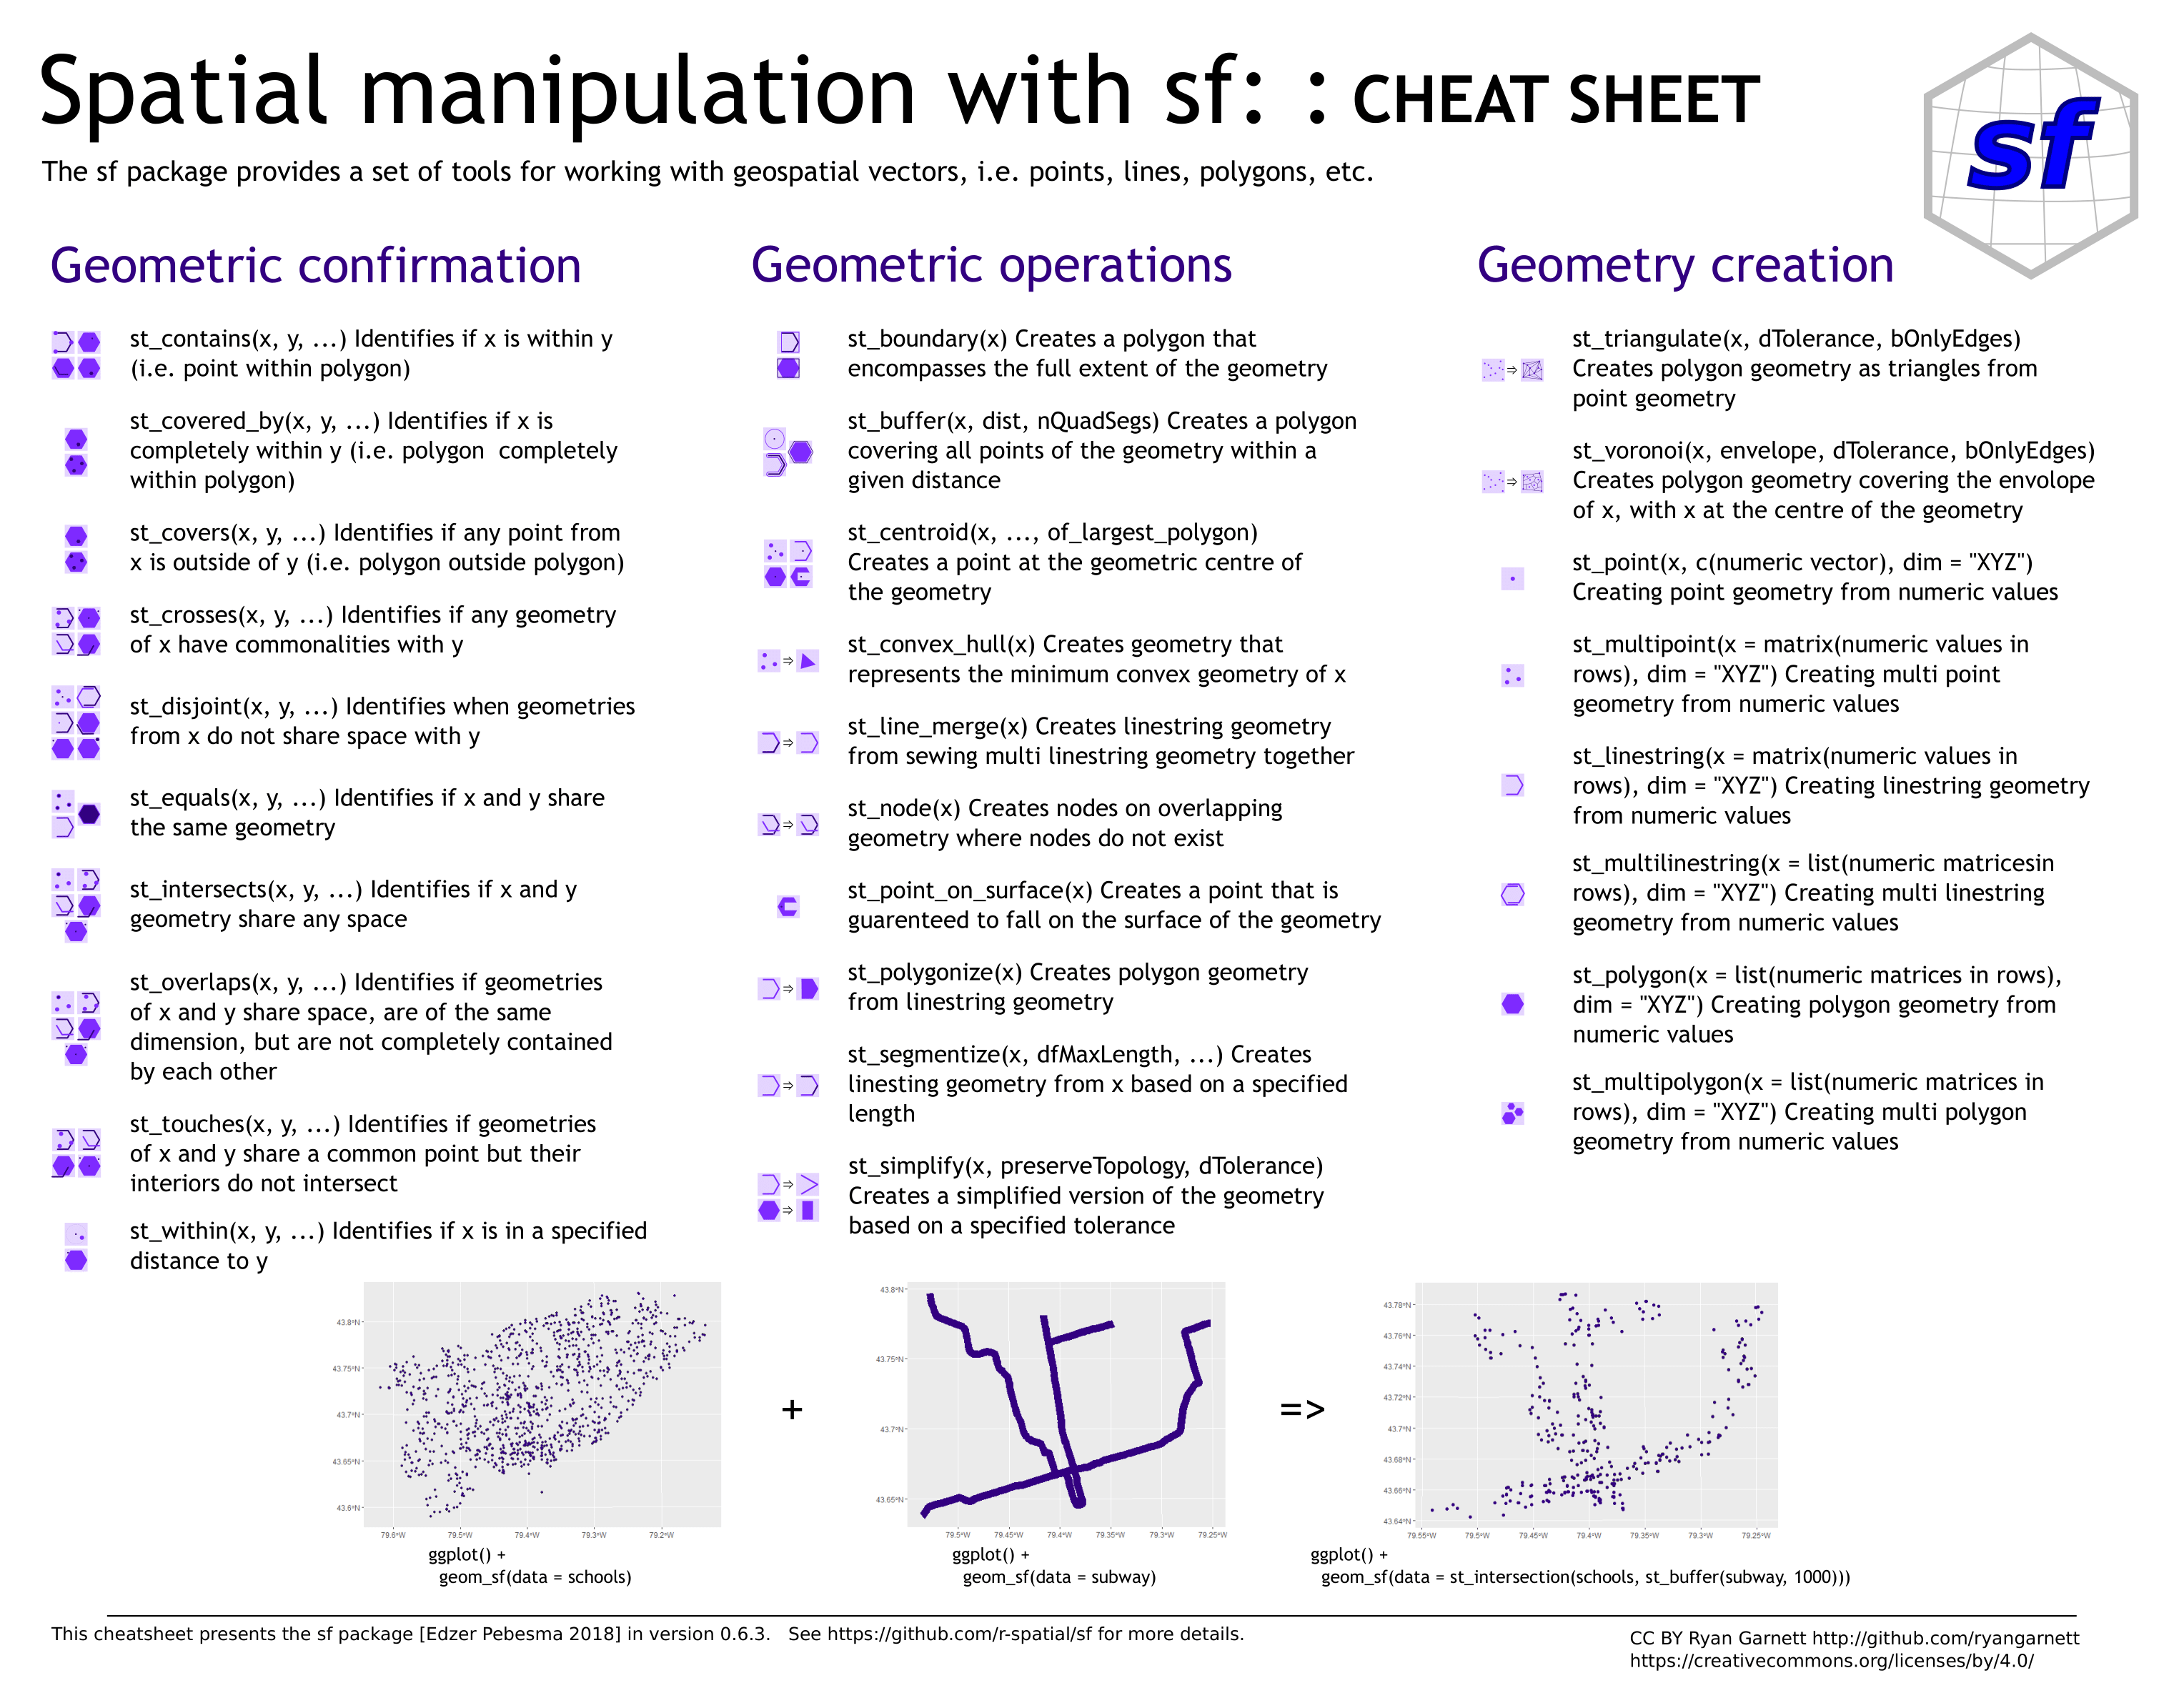 Spatial manipulation with sf: : CHEAT SHEET
The sf package provides a set of tools for working with geospatial vectors, i.e. points, lines, polygons, etc.
sf
Geometric confirmation
st_contains(x, y, ...) Identifies if x is within y
(i.e. point within polygon)
st_covered_by(x, y, ...) Identifies if x is
completely within y (i.e. polygon completely
within polygon)
st_covers(x, y, ...) Identifies if any point from
x is outside of y (i.e. polygon outside polygon)
st_crosses(x, y, ...) Identifies if any geometry
of x have commonalities with y
st_disjoint(x, y, ...) Identifies when geometries
from x do not share space with y
st_equals(x, y, ...) Identifies if x and y share
the same geometry
st_intersects(x, y, ...) Identifies if x and y
geometry share any space
st_overlaps(x, y, ...) Identifies if geometries
of x and y share space, are of the same
dimension, but are not completely contained
by each other
st_touches(x, y, ...) Identifies if geometries
of x and y share a common point but their
interiors do not intersect
st_within(x, y, ...) Identifies if x is in a specified
distance to y
Geometric operations
st_boundary(x) Creates a polygon that
encompasses the full extent of the geometry
st_buffer(x, dist, nQuadSegs) Creates a polygon
covering all points of the geometry within a
given distance
st_centroid(x, ..., of_largest_polygon)
Creates a point at the geometric centre of
the geometry
st_convex_hull(x) Creates geometry that
represents the minimum convex geometry of x
st_line_merge(x) Creates linestring geometry
from sewing multi linestring geometry together
st_node(x) Creates nodes on overlapping
geometry where nodes do not exist
st_point_on_surface(x) Creates a point that is
guarenteed to fall on the surface of the geometry
st_polygonize(x) Creates polygon geometry
from linestring geometry
st_segmentize(x, dfMaxLength, ...) Creates
linesting geometry from x based on a specified
length
st_simplify(x, preserveTopology, dTolerance)
Creates a simplified version of the geometry
based on a specified tolerance
Geometry creation
st_triangulate(x, dTolerance, bOnlyEdges)
Creates polygon geometry as triangles from
point geometry
st_voronoi(x, envelope, dTolerance, bOnlyEdges)
Creates polygon geometry covering the envolope
of x, with x at the centre of the geometry
st_point(x, c(numeric vector), dim = "XYZ")
Creating point geometry from numeric values
st_multipoint(x = matrix(numeric values in
rows), dim = "XYZ") Creating multi point
geometry from numeric values
st_linestring(x = matrix(numeric values in
rows), dim = "XYZ") Creating linestring geometry
from numeric values
st_multilinestring(x = list(numeric matricesin
rows), dim = "XYZ") Creating multi linestring
geometry from numeric values
st_polygon(x = list(numeric matrices in rows),
dim = "XYZ") Creating polygon geometry from
numeric values
st_multipolygon(x = list(numeric matrices in
rows), dim = "XYZ") Creating multi polygon
geometry from numeric values
43.8°N
43.75°N
43.7°N
43.65°N
43.6°N
79.6°W 79.5°W 79.4°W 79.3°W 79.2°W
ggplot() +
geom_sf(data = schools)
+
43.8°N
43.75°N
43.7°N
43.65°N
79.5°W 79.45°W 79.4°W 79.35°W 79.3°W 79.25°W
ggplot() +
geom_sf(data = subway)
=>
43.78°N
43.76°N
43.74°N
43.72°N
43.7°N
43.68°N
43.66°N
43.64°N
79.55°W 79.5°W 79.45°W 79.4°W 79.35°W 79.3°W 79.25°W
ggplot() +
geom_sf(data = st_intersection(schools, st_buffer(subway, 1000)))
This cheatsheet presents the sf package [Edzer Pebesma 2018] in version 0.6.3. See https://github.com/r-spatial/sf for more details.
CC BY Ryan Garnett http://github.com/ryangarnett
https://creativecommons.org/licenses/by/4.0/